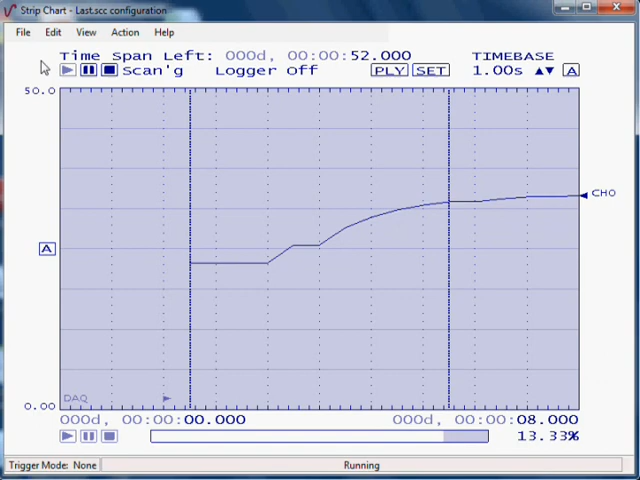 Strip Chart - Last.scc configuration
File Edit View Action Help
Time Span Left: 000d, 00:00:52.000 TIMEBASE
Scan'g Logger Off PLY SET 1.00s A
50.0
CH0
A
DAQ
0.00
000d, 00:00:00.000 000d, 00:00:08.000
13.33%
Trigger Mode: None Running